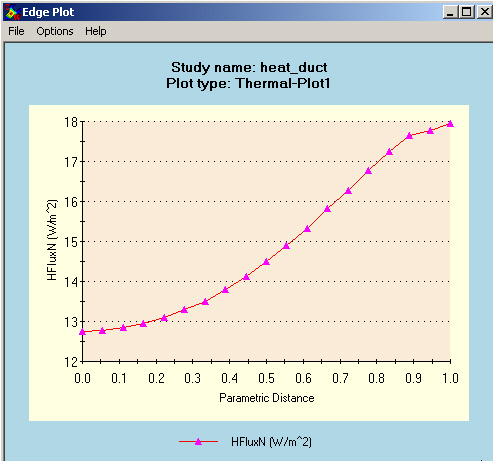 Edge Plot
File Options Help
Study name: heat_duct
Plot type: Thermal-Plot1
18
17
16
15
14
13
12
HFluxN (W/m^2)
0.0 0.1 0.2 0.3 0.4 0.5 0.6 0.7 0.8 0.9 1.0
Parametric Distance
HFluxN (W/m^2)